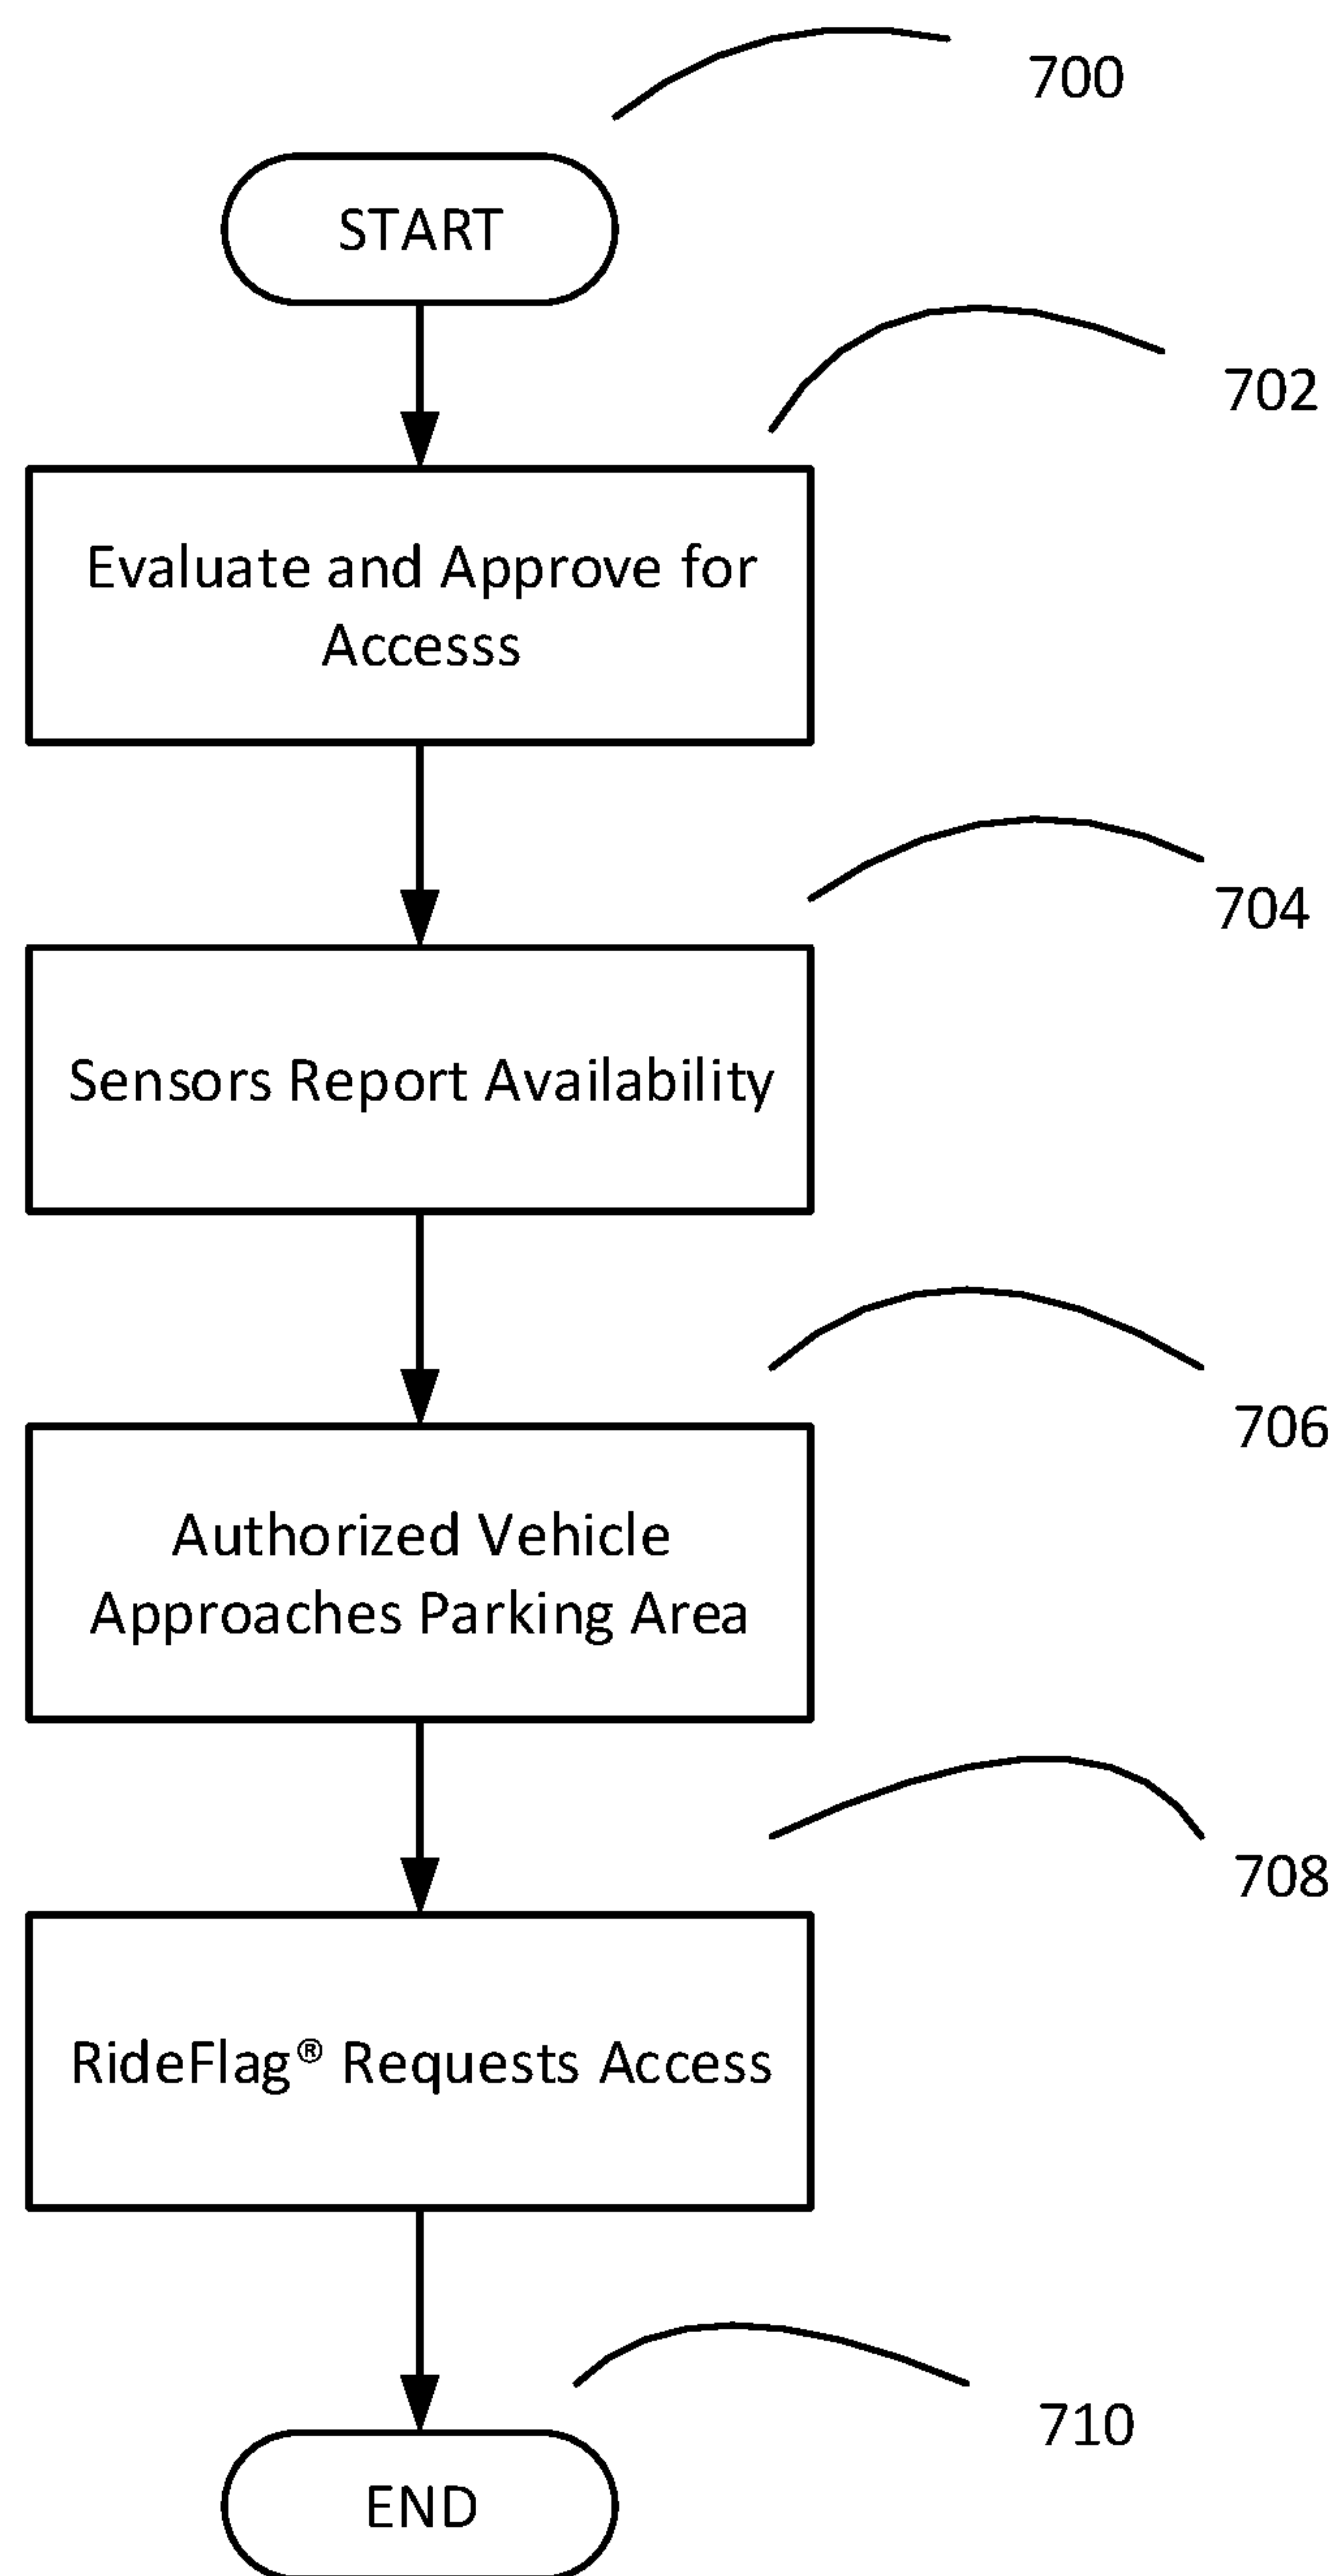 700
START
702
Evaluate and Approve for
Accesss
704
Sensors Report Availability
706
Authorized Vehicle
Approaches Parking Area
708
RideFlag® Requests Access
710
END